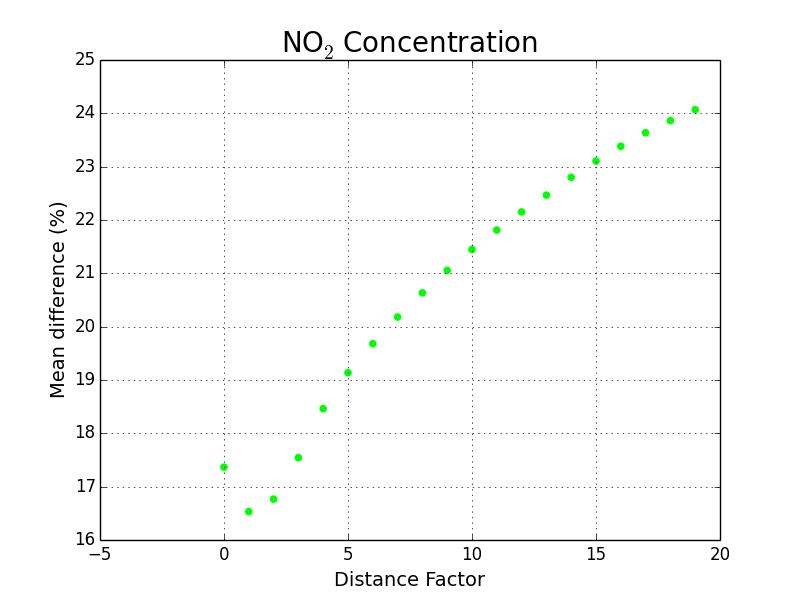 NO₂ Concentration
25
24
23
22
21
20
19
18
17
16
Mean difference (%)
−5 0 5 10 15 20
Distance Factor